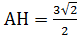 AH = 3√2/2